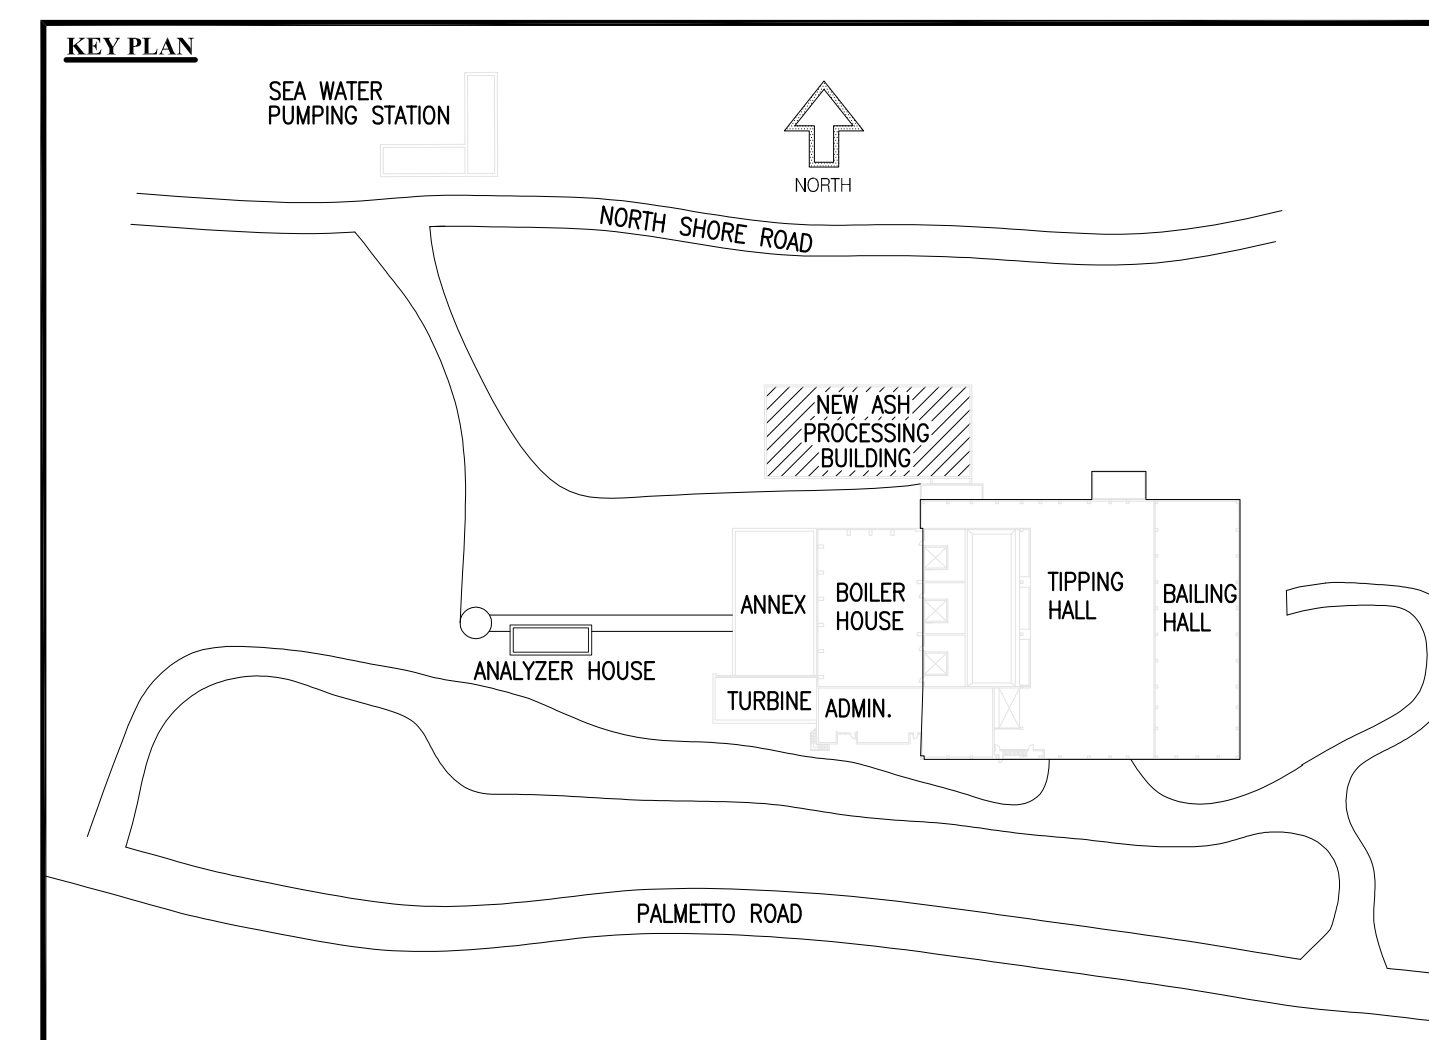 KEY PLAN
SEA WATER
PUMPING STATION
NORTH
NORTH SHORE ROAD
NEW ASH
PROCESSING
BUILDING
TIPPING
HALL
BAILING
HALL
BOILER
HOUSE
ANNEX
ANALYZER HOUSE
TURBINE
ADMIN.
PALMETTO ROAD